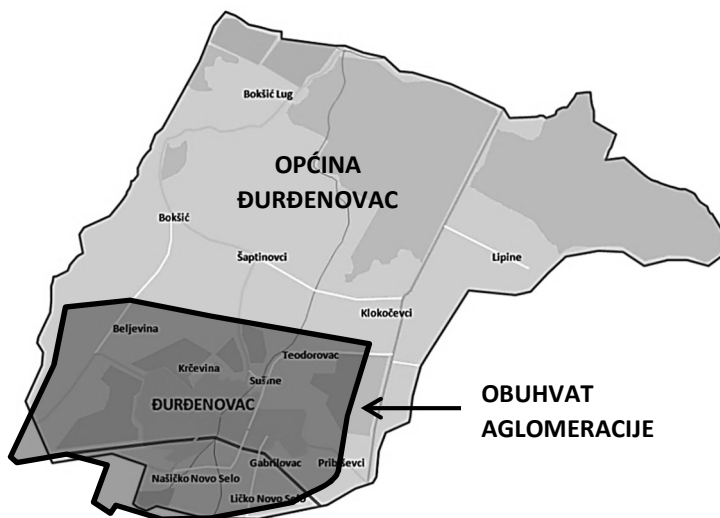 Bokšić Lug
OPĆINA
ĐURĐENOVAC
Bokšić
Šaptinovci
Lipine
Klokočevci
Beljevina
Teodorovac
Krčevina
Sušine
OBUHVAT
AGLOMERACIJE
ĐURĐENOVAC
Gabrilovac
Pribiševci
Našičko Novo Selo
Ličko Novo Selo